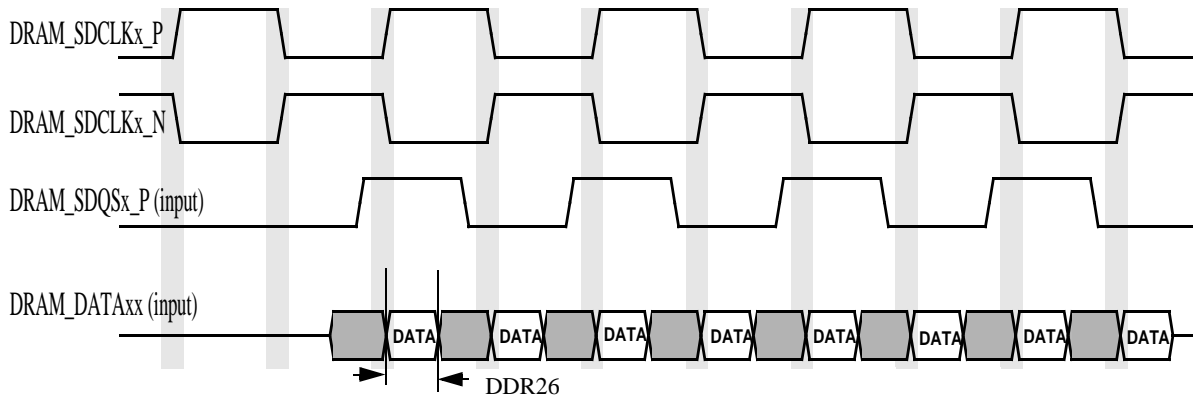 DRAM_SDCLKx_P
DRAM_SDCLKx_N
DRAM_SDQSx_P (input)
DRAM_DATAxx (input)
DATA DATA DATA DATA DATA DATA DATA DATA
DDR26